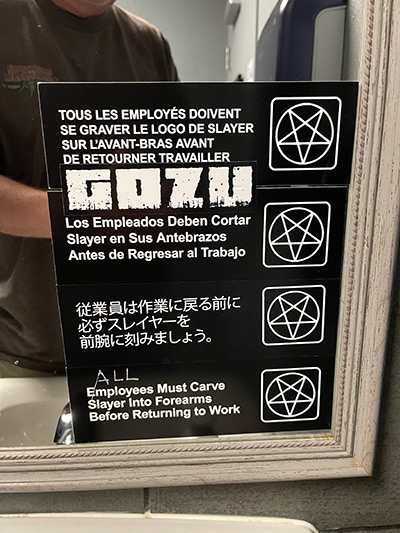 TOUS LES EMPLOYÉS DOIVENT
SE GRAVER LE LOGO DE SLAYER
SUR L'AVANT-BRAS AVANT
DE RETOURNER TRAVAILLER
GOZU
Los Empleados Deben Cortar
Slayer en Sus Antebrazos
Antes de Regresar al Trabajo
従業員は作業に戻る前に
必ずスレイヤーを
前腕に刻みましょう。
ALL
Employees Must Carve
Slayer Into Forearms
Before Returning to Work